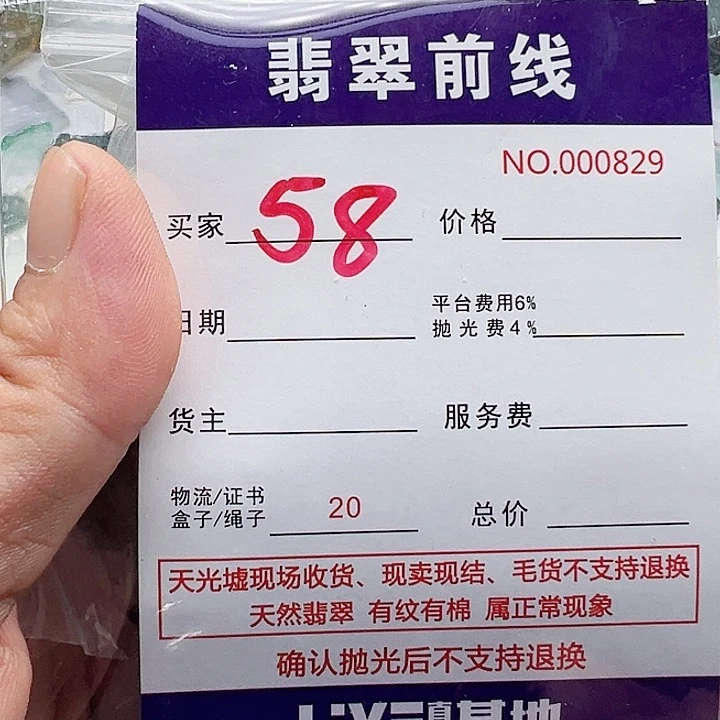 翡翠前线
NO.000829
买家 58 价格
日期 平台费用6%
抛光费4%
货主 服务费
物流/证书
盒子/绳子 20 总价
天光墟现场收货、现卖现结、毛货不支持退换
天然翡翠 有纹有棉 属正常现象
确认抛光后不支持退换
基地